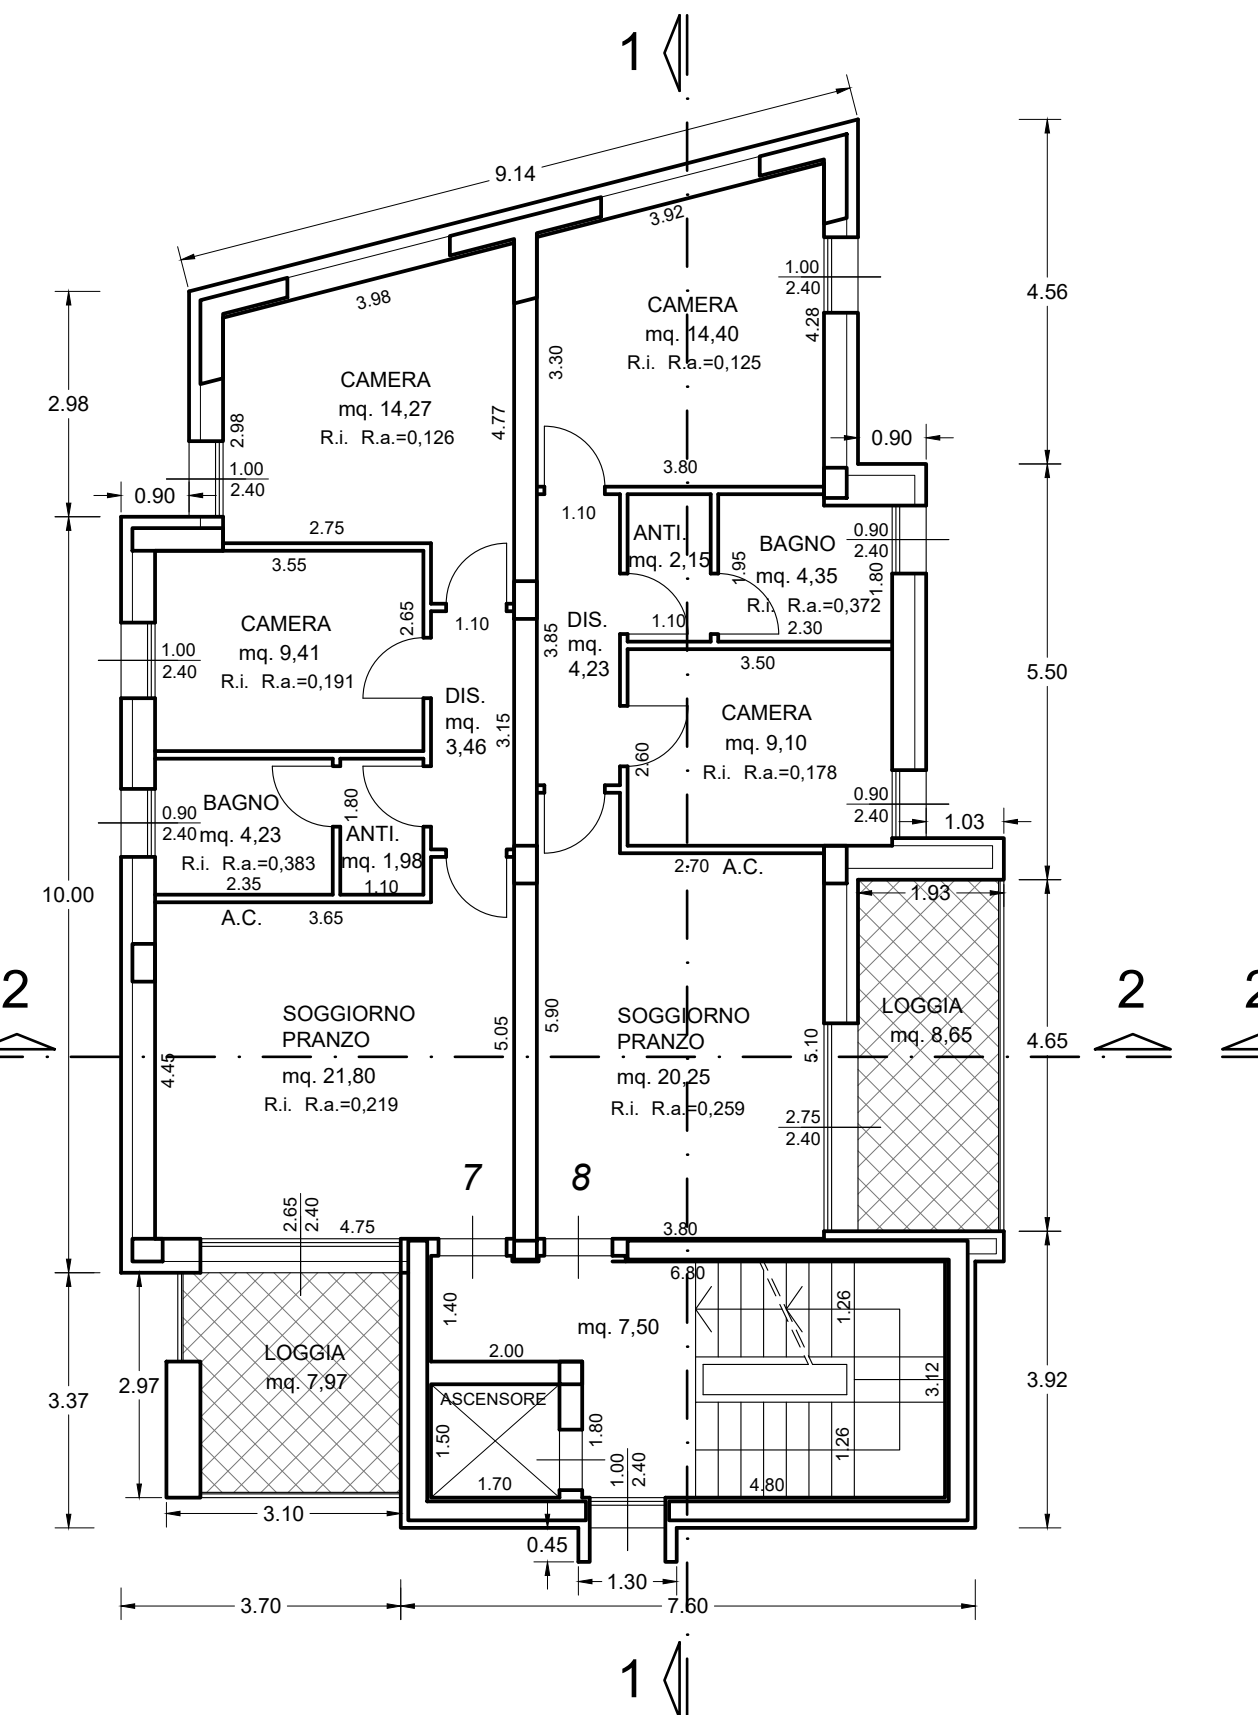 1
9.14
3.92
3.98
1.00
2.40
4.56
4.28
CAMERA
mq. 14,40
R.i. R.a.=0,125
3.30
CAMERA
mq. 14,27
R.i. R.a.=0,126
2.98
2.98
4.77
1.00
2.40
0.90
0.90
3.80
2.75
1.10
ANTI.
mq. 2,15
1.95
BAGNO
mq. 4,35
R.i. R.a.=0,372
0.90
2.40
1.80
3.55
CAMERA
mq. 9,41
R.i. R.a.=0,191
2.65
1.10
1.00
2.40
3.85
DIS.
mq.
4,23
1.10
2.30
3.50
5.50
CAMERA
mq. 9,10
R.i. R.a.=0,178
2.60
DIS.
mq.
3,46
3.15
0.90
2.40
1.03
BAGNO
mq. 4,23
R.i. R.a.=0,383
2.35
0.90
2.40
1.80
ANTI.
mq. 1,98
1.10
10.00
2.70 A.C.
1.93
A.C.
3.65
2
SOGGIORNO
PRANZO
mq. 21,80
R.i. R.a.=0,219
4.45
5.05
5.90
SOGGIORNO
PRANZO
mq. 20,25
R.i. R.a.=0,259
5.10
LOGGIA
mq. 8,65
4.65
2
2.75
2.40
7
8
2.65
2.40
4.75
3.80
6.80
1.40
mq. 7,50
1.26
LOGGIA
mq. 7,97
2.00
2.97
3.37
3.12
3.92
ASCENSORE
1.50
1.80
1.70
1.00
2.40
1.26
4.80
3.10
0.45
1.30
3.70
7.60
1